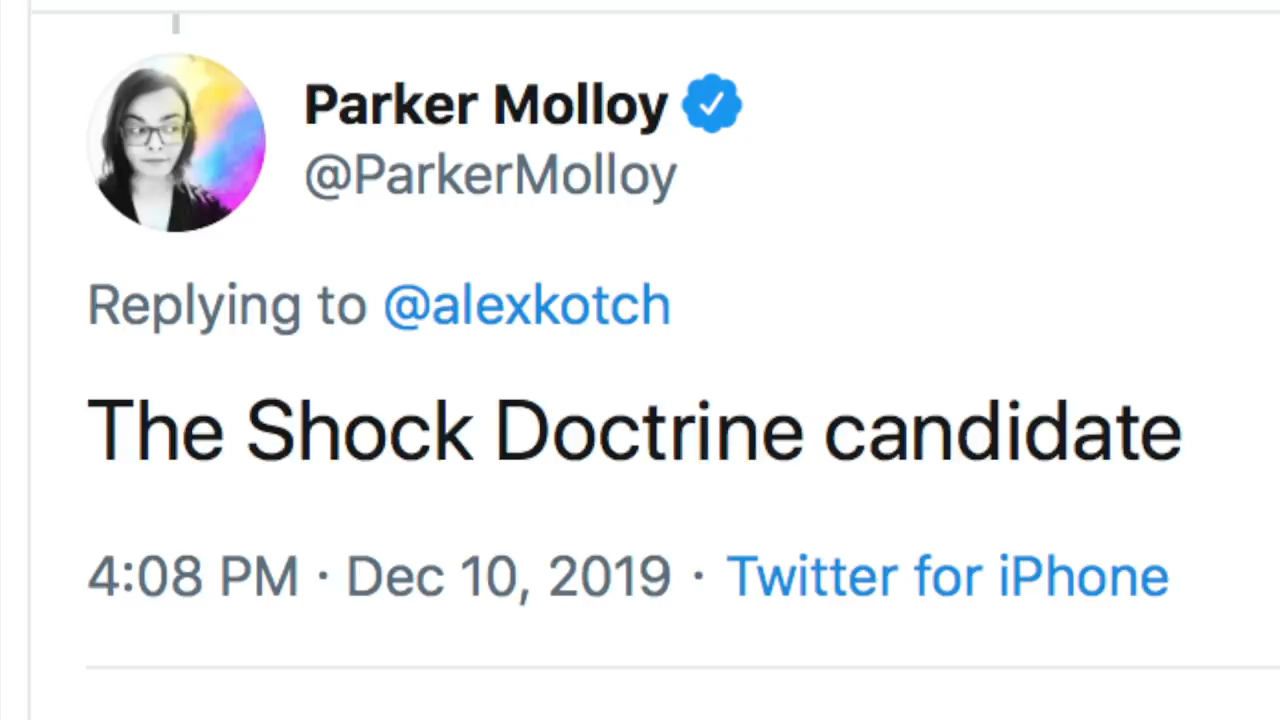 Parker Molloy
@ParkerMolloy
Replying to @alexkotch
The Shock Doctrine candidate
4:08 PM · Dec 10, 2019 · Twitter for iPhone